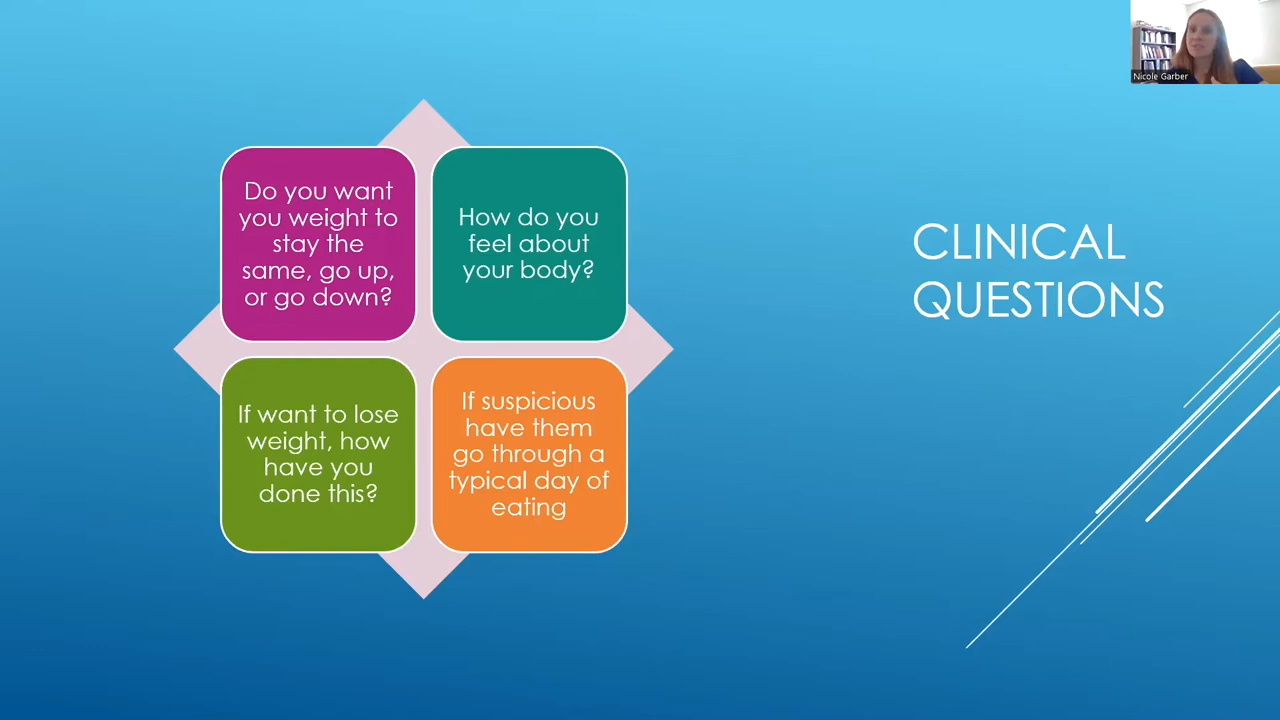 Nicole Garber
Do you want
you weight to
stay the
same, go up,
or go down?
How do you
feel about
your body?
If want to lose
weight, how
have you
done this?
If suspicious
have them
go through a
typical day of
eating
CLINICAL
QUESTIONS